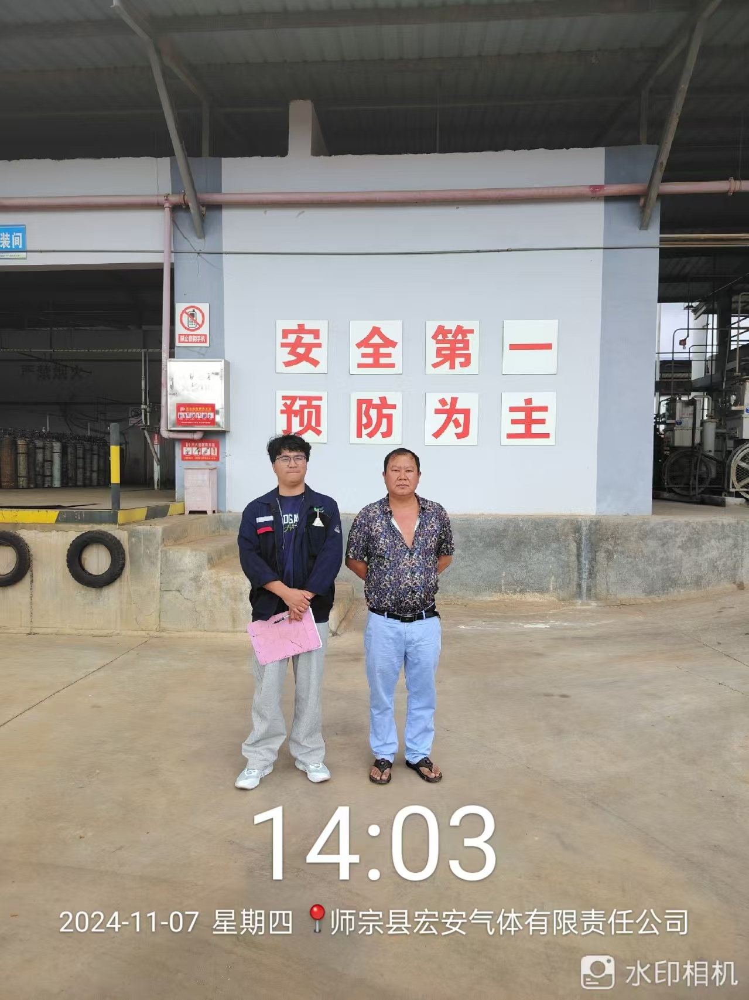 装间
禁止使用手机
安全第一
预防为主
14:03
2024-11-07 星期四 师宗县宏安气体有限责任公司
水印相机